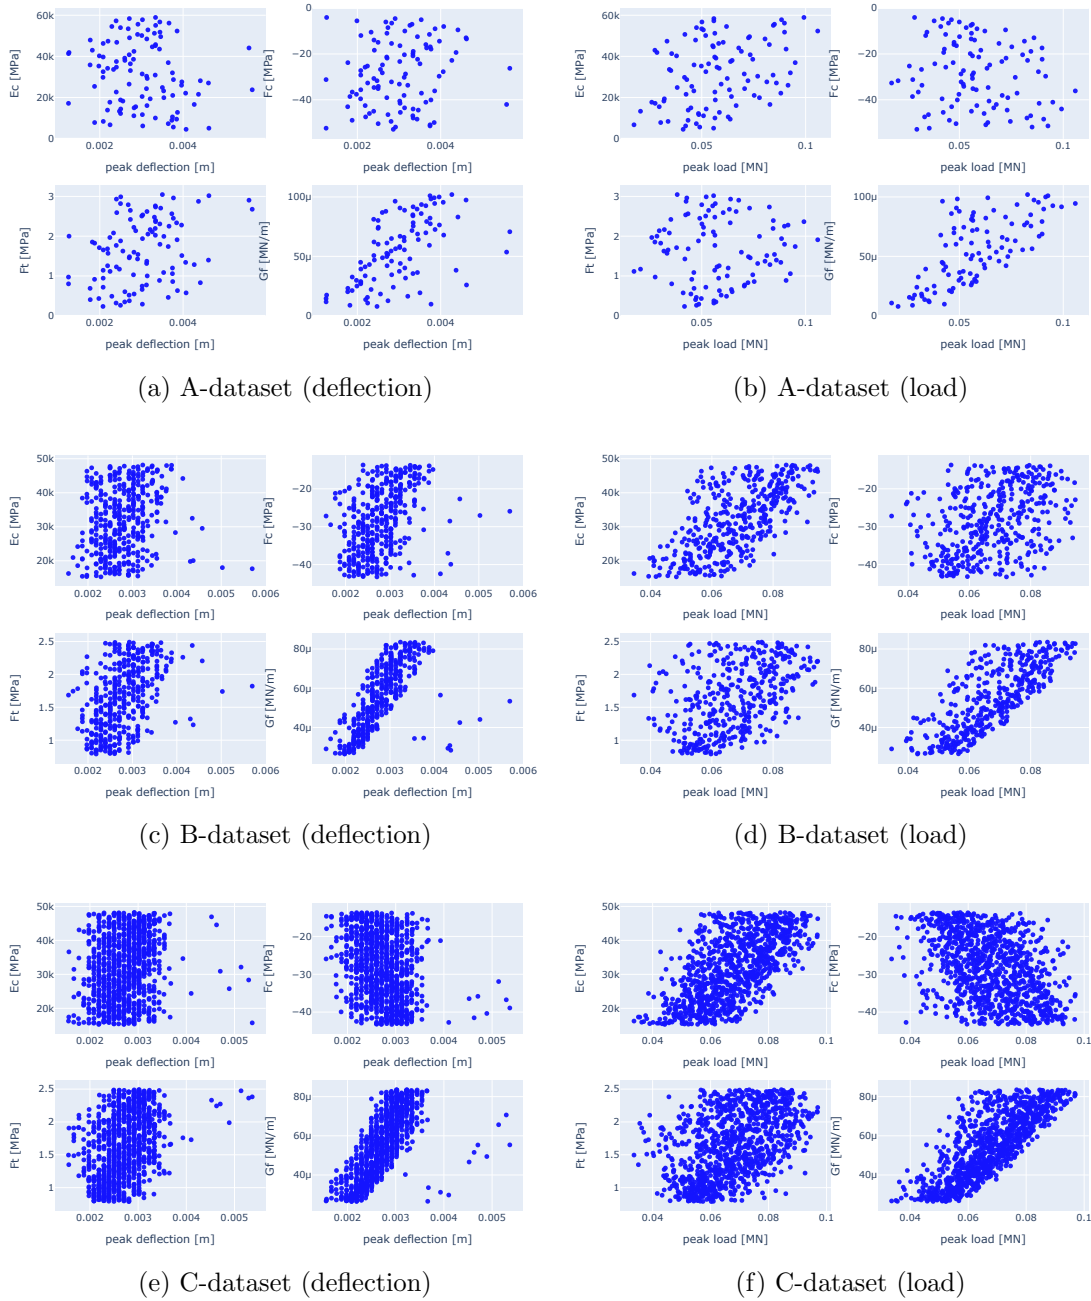 60k
40k
20k
0
Ec [MPa]
0.002
0.004
peak deflection [m]
0
−20
−40
Fc [MPa]
0.002
0.004
peak deflection [m]
3
2
1
0
Ft [MPa]
0.002
0.004
peak deflection [m]
100µ
50µ
0
Gf [MN/m]
0.002
0.004
peak deflection [m]
(a) A-dataset (deflection)
60k
40k
20k
0
Ec [MPa]
0.05
0.1
peak load [MN]
0
−20
−40
Fc [MPa]
0.05
0.1
peak load [MN]
3
2
1
0
Ft [MPa]
0.05
0.1
peak load [MN]
100µ
50µ
0
Gf [MN/m]
0.05
0.1
peak load [MN]
(b) A-dataset (load)
50k
40k
30k
20k
Ec [MPa]
0.002
0.003
0.004
0.005
0.006
peak deflection [m]
−20
−30
−40
Fc [MPa]
0.002
0.003
0.004
0.005
0.006
peak deflection [m]
2.5
2
1.5
1
Ft [MPa]
0.002
0.003
0.004
0.005
0.006
peak deflection [m]
80µ
60µ
40µ
Gf [MN/m]
0.002
0.003
0.004
0.005
0.006
peak deflection [m]
(c) B-dataset (deflection)
50k
40k
30k
20k
Ec [MPa]
0.04
0.06
0.08
peak load [MN]
−20
−30
−40
Fc [MPa]
0.04
0.06
0.08
peak load [MN]
2.5
2
1.5
1
Ft [MPa]
0.04
0.06
0.08
peak load [MN]
80µ
60µ
40µ
Gf [MN/m]
0.04
0.06
0.08
peak load [MN]
(d) B-dataset (load)
50k
40k
30k
20k
Ec [MPa]
0.002
0.003
0.004
0.005
peak deflection [m]
−20
−30
−40
Fc [MPa]
0.002
0.003
0.004
0.005
peak deflection [m]
2.5
2
1.5
1
Ft [MPa]
0.002
0.003
0.004
0.005
peak deflection [m]
80µ
60µ
40µ
Gf [MN/m]
0.002
0.003
0.004
0.005
peak deflection [m]
(e) C-dataset (deflection)
50k
40k
30k
20k
Ec [MPa]
0.04
0.06
0.08
0.1
peak load [MN]
−20
−30
−40
Fc [MPa]
0.04
0.06
0.08
0.1
peak load [MN]
2.5
2
1.5
1
Ft [MPa]
0.04
0.06
0.08
0.1
peak load [MN]
80µ
60µ
40µ
Gf [MN/m]
0.04
0.06
0.08
0.1
peak load [MN]
(f) C-dataset (load)